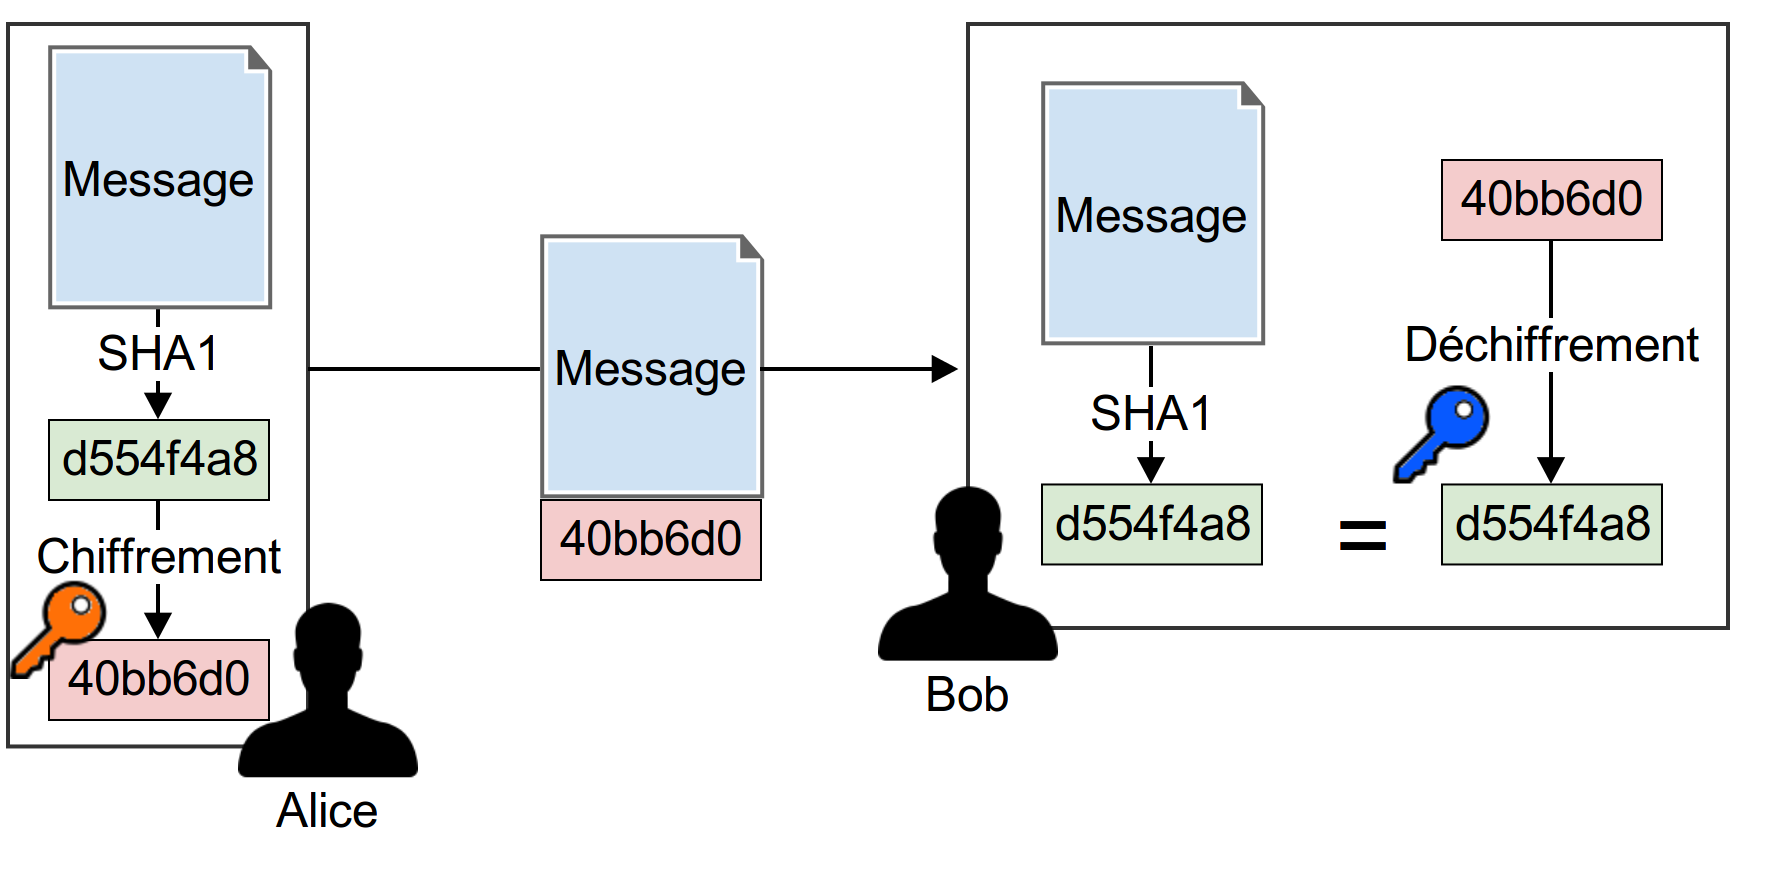 Message
SHA1
d554f4a8
Chiffrement
40bb6d0
Alice
Message
40bb6d0
Bob
Message
SHA1
d554f4a8
=
40bb6d0
Déchiffrement
d554f4a8